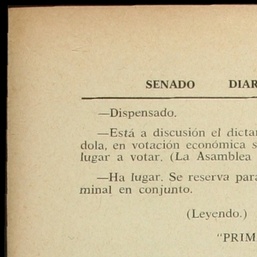 SENADO DIAR
—Dispensado.
—Está a discusión el dictar
dola, en votación económica s
lugar a votar. (La Asamblea
—Ha lugar. Se reserva para
minal en conjunto.
(Leyendo.)
"PRIM